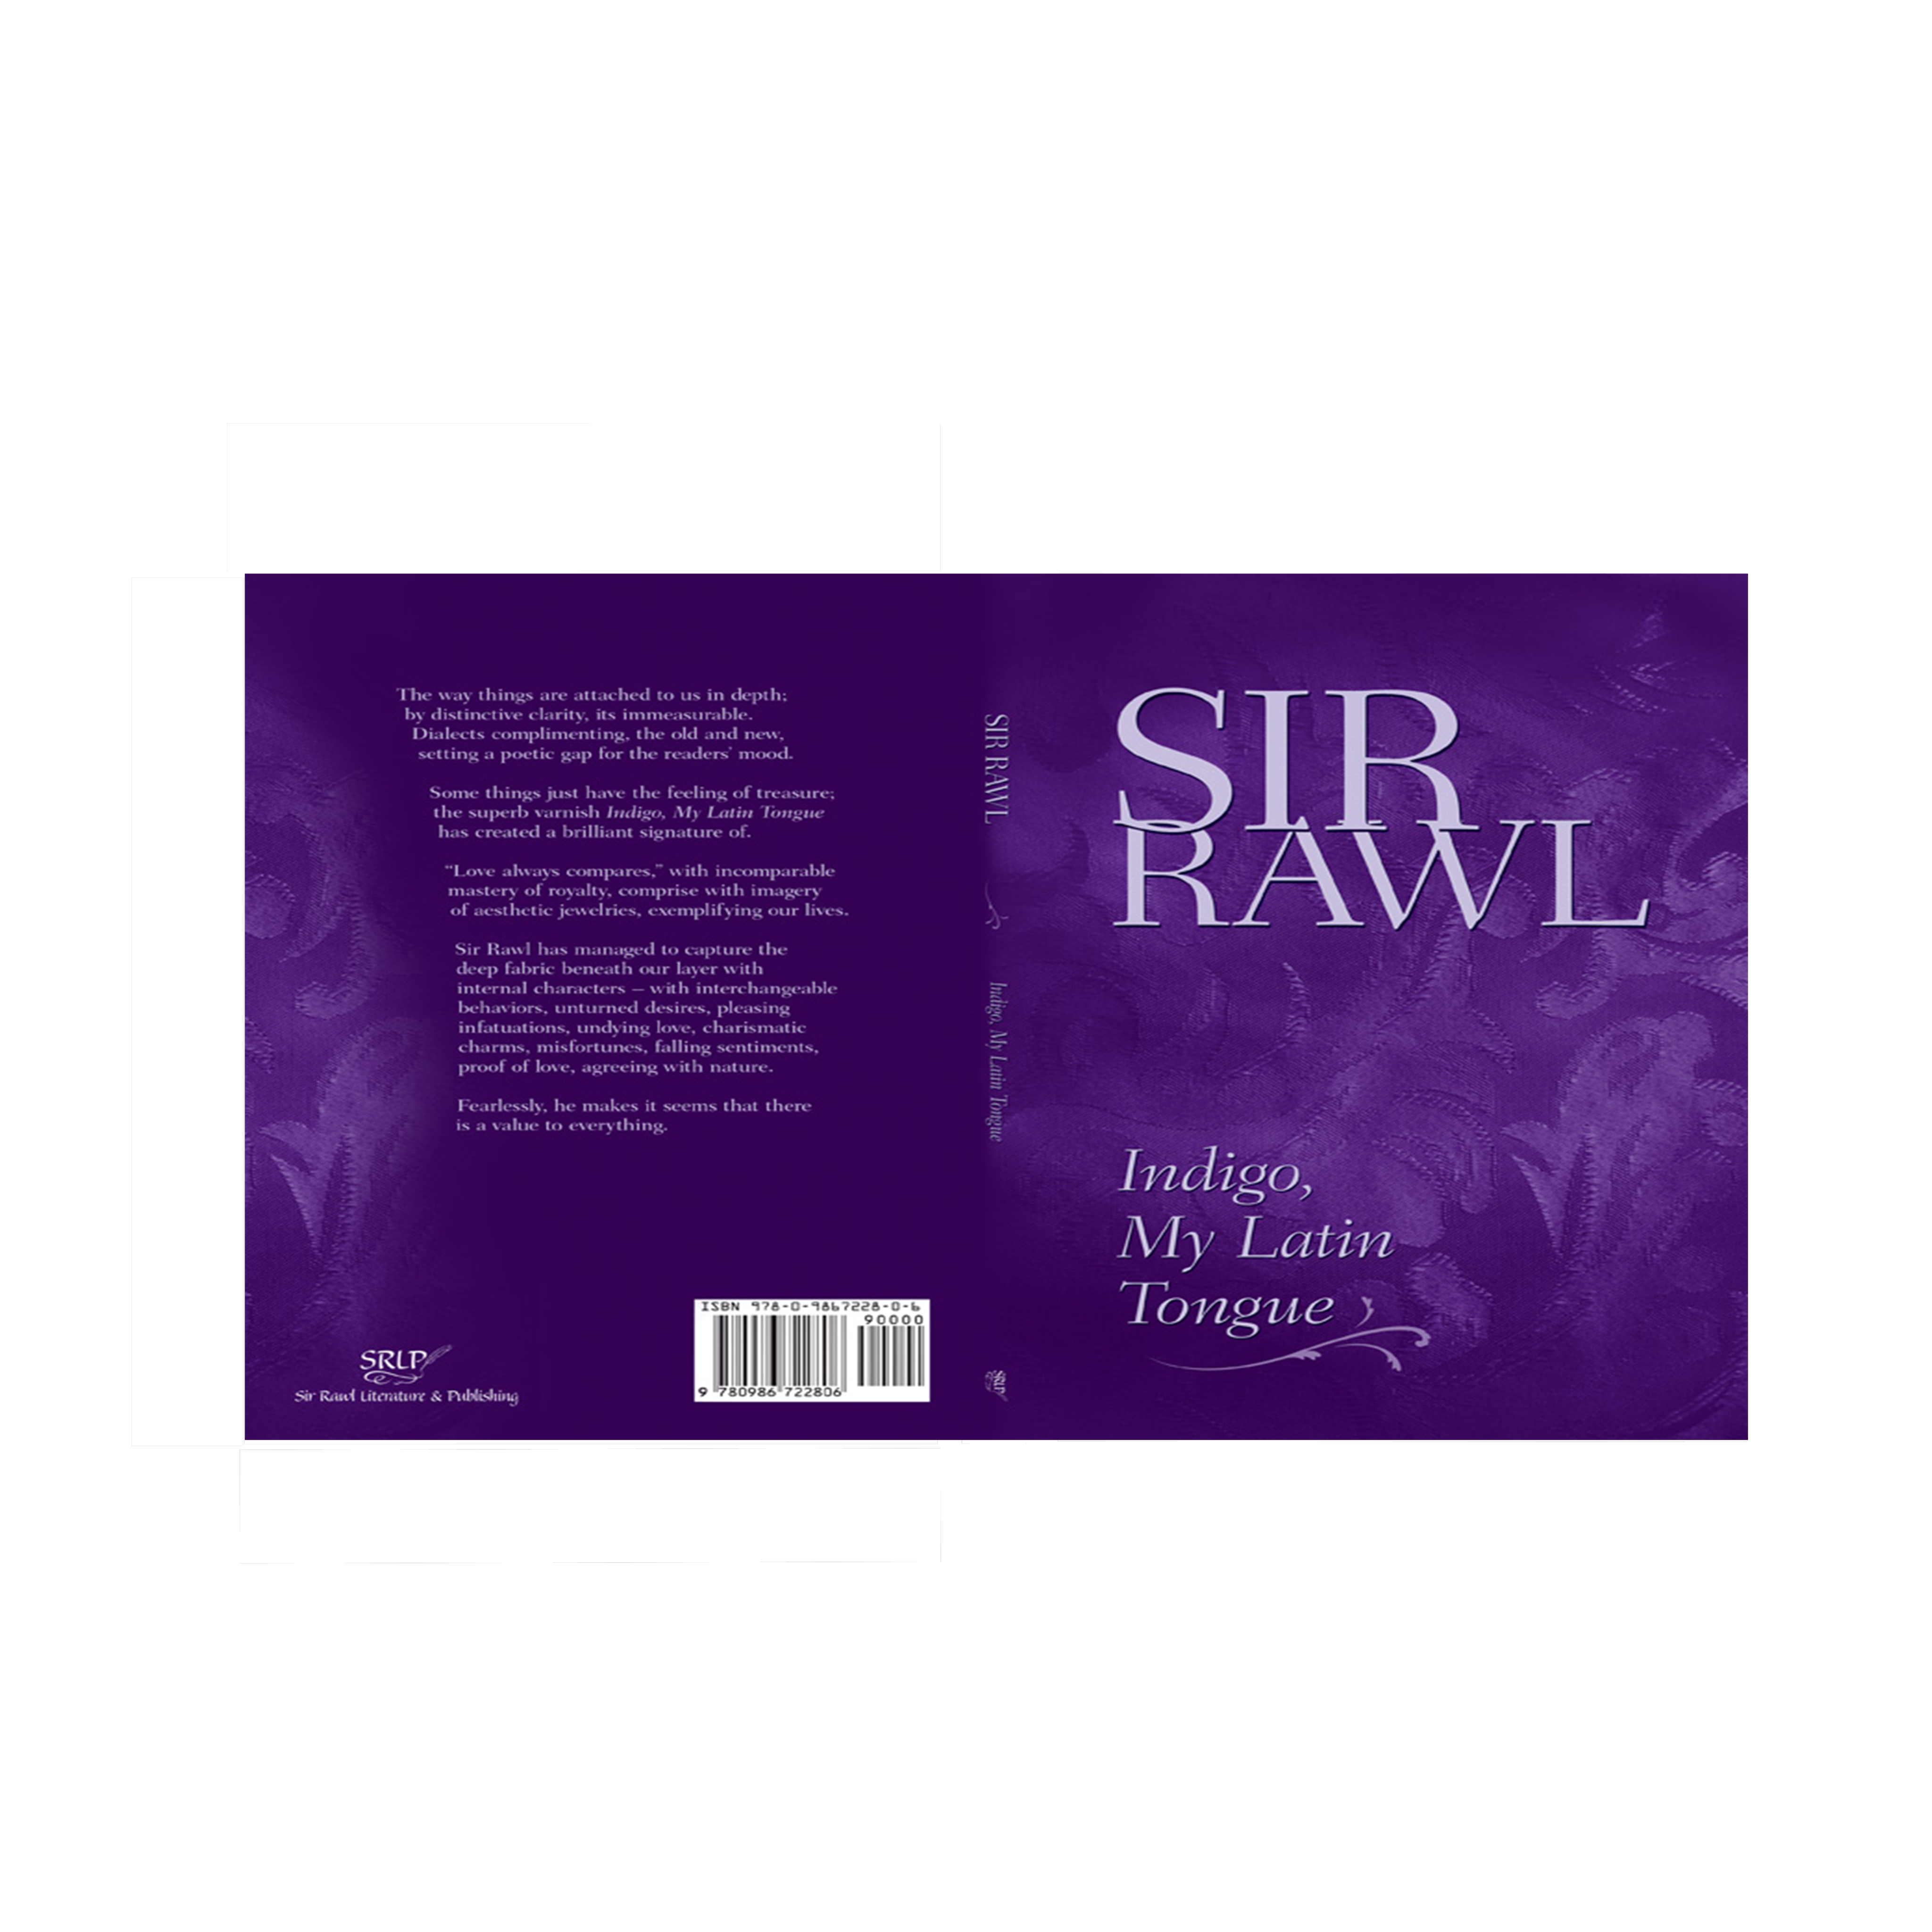 The way things are attached to us in depth;
by distinctive clarity, its immeasurable.
Dialects complimenting, the old and new,
setting a poetic gap for the readers' mood.
Some things just have the feeling of treasure;
the superb varnish Indigo, My Latin Tongue
has created a brilliant signature of.
“Love always compares,” with incomparable
mastery of royalty, comprise with imagery
of aesthetic jewelries, exemplifying our lives.
Sir Rawl has managed to capture the
deep fabric beneath our layer with
internal characters – with interchangeable
behaviors, unturned desires, pleasing
infatuations, undying love, charismatic
charms, misfortunes, falling sentiments,
proof of love, agreeing with nature.
Fearlessly, he makes it seems that there
is a value to everything.
SRLP
Sir Rawl Literature & Publishing
ISBN 978-0-9867228-0-6
90000
9 780986 722806
SIR RAWL
Indigo, My Latin Tongue
SRLP
SIR
RAWL
Indigo,
My Latin
Tongue